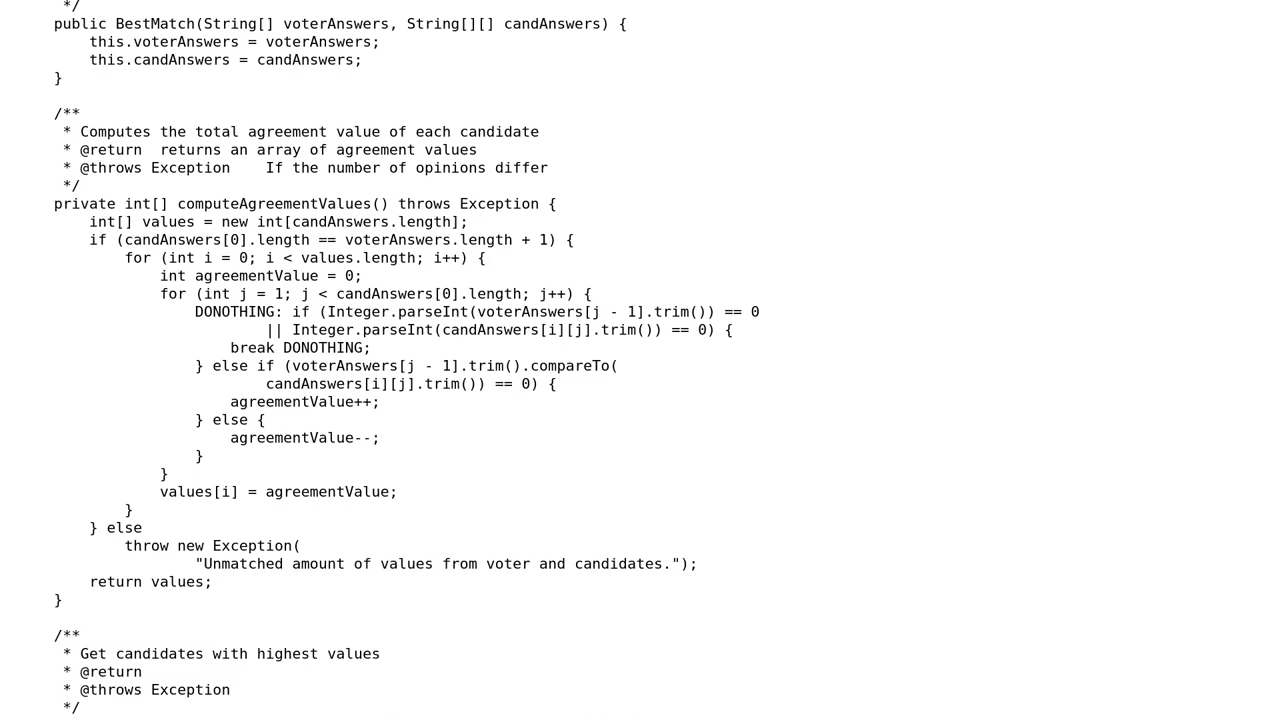 */
public BestMatch(String[] voterAnswers, String[][] candAnswers) {
    this.voterAnswers = voterAnswers;
    this.candAnswers = candAnswers;
}

/**
 * Computes the total agreement value of each candidate
 * @return  returns an array of agreement values
 * @throws Exception    If the number of opinions differ
 */
private int[] computeAgreementValues() throws Exception {
    int[] values = new int[candAnswers.length];
    if (candAnswers[0].length == voterAnswers.length + 1) {
        for (int i = 0; i < values.length; i++) {
            int agreementValue = 0;
            for (int j = 1; j < candAnswers[0].length; j++) {
                DONOTHING: if (Integer.parseInt(voterAnswers[j - 1].trim()) == 0
                        || Integer.parseInt(candAnswers[i][j].trim()) == 0) {
                    break DONOTHING;
                } else if (voterAnswers[j - 1].trim().compareTo(
                        candAnswers[i][j].trim()) == 0) {
                    agreementValue++;
                } else {
                    agreementValue--;
                }
            }
            values[i] = agreementValue;
        }
    } else
        throw new Exception(
                "Unmatched amount of values from voter and candidates.");
    return values;
}

/**
 * Get candidates with highest values
 * @return
 * @throws Exception
 */